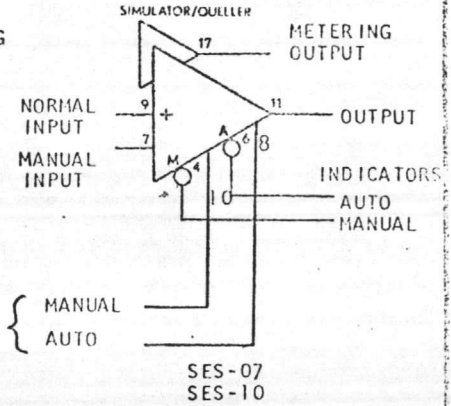 SIMULATOR/QUELLER
G
17
METERING
OUTPUT
NORMAL
INPUT
9
+
11
OUTPUT
7
MANUAL
INPUT
M
4
A
6
8
INDICATORS
10
AUTO
MANUAL
MANUAL
AUTO
SES-07
SES-10